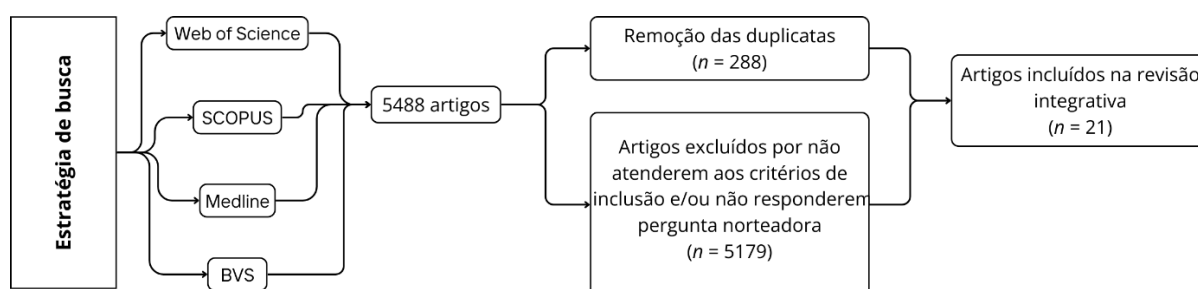 Estratégia de busca
Web of Science
SCOPUS
Medline
BVS
5488 artigos
Remoção das duplicatas
(n = 288)
Artigos excluídos por não
atenderem aos critérios de
inclusão e/ou não responderem
pergunta norteadora
(n = 5179)
Artigos incluídos na revisão
integrativa
(n = 21)